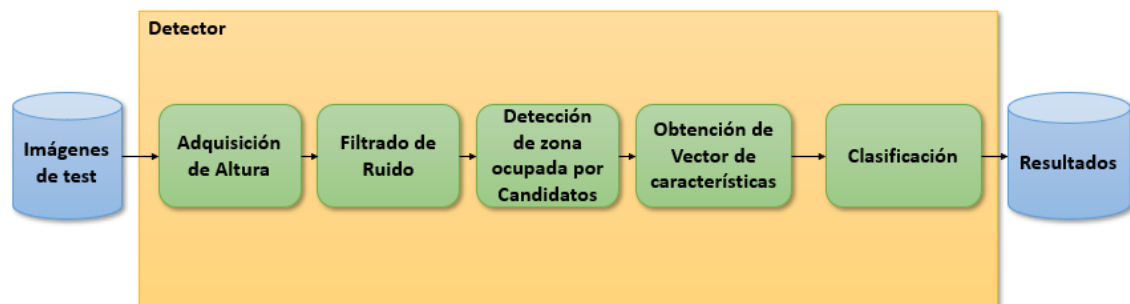 Detector
Imágenes
de test
Adquisición
de Altura
Filtrado de
Ruido
Detección
de zona
ocupada por
Candidatos
Obtención de
Vector de
características
Clasificación
Resultados